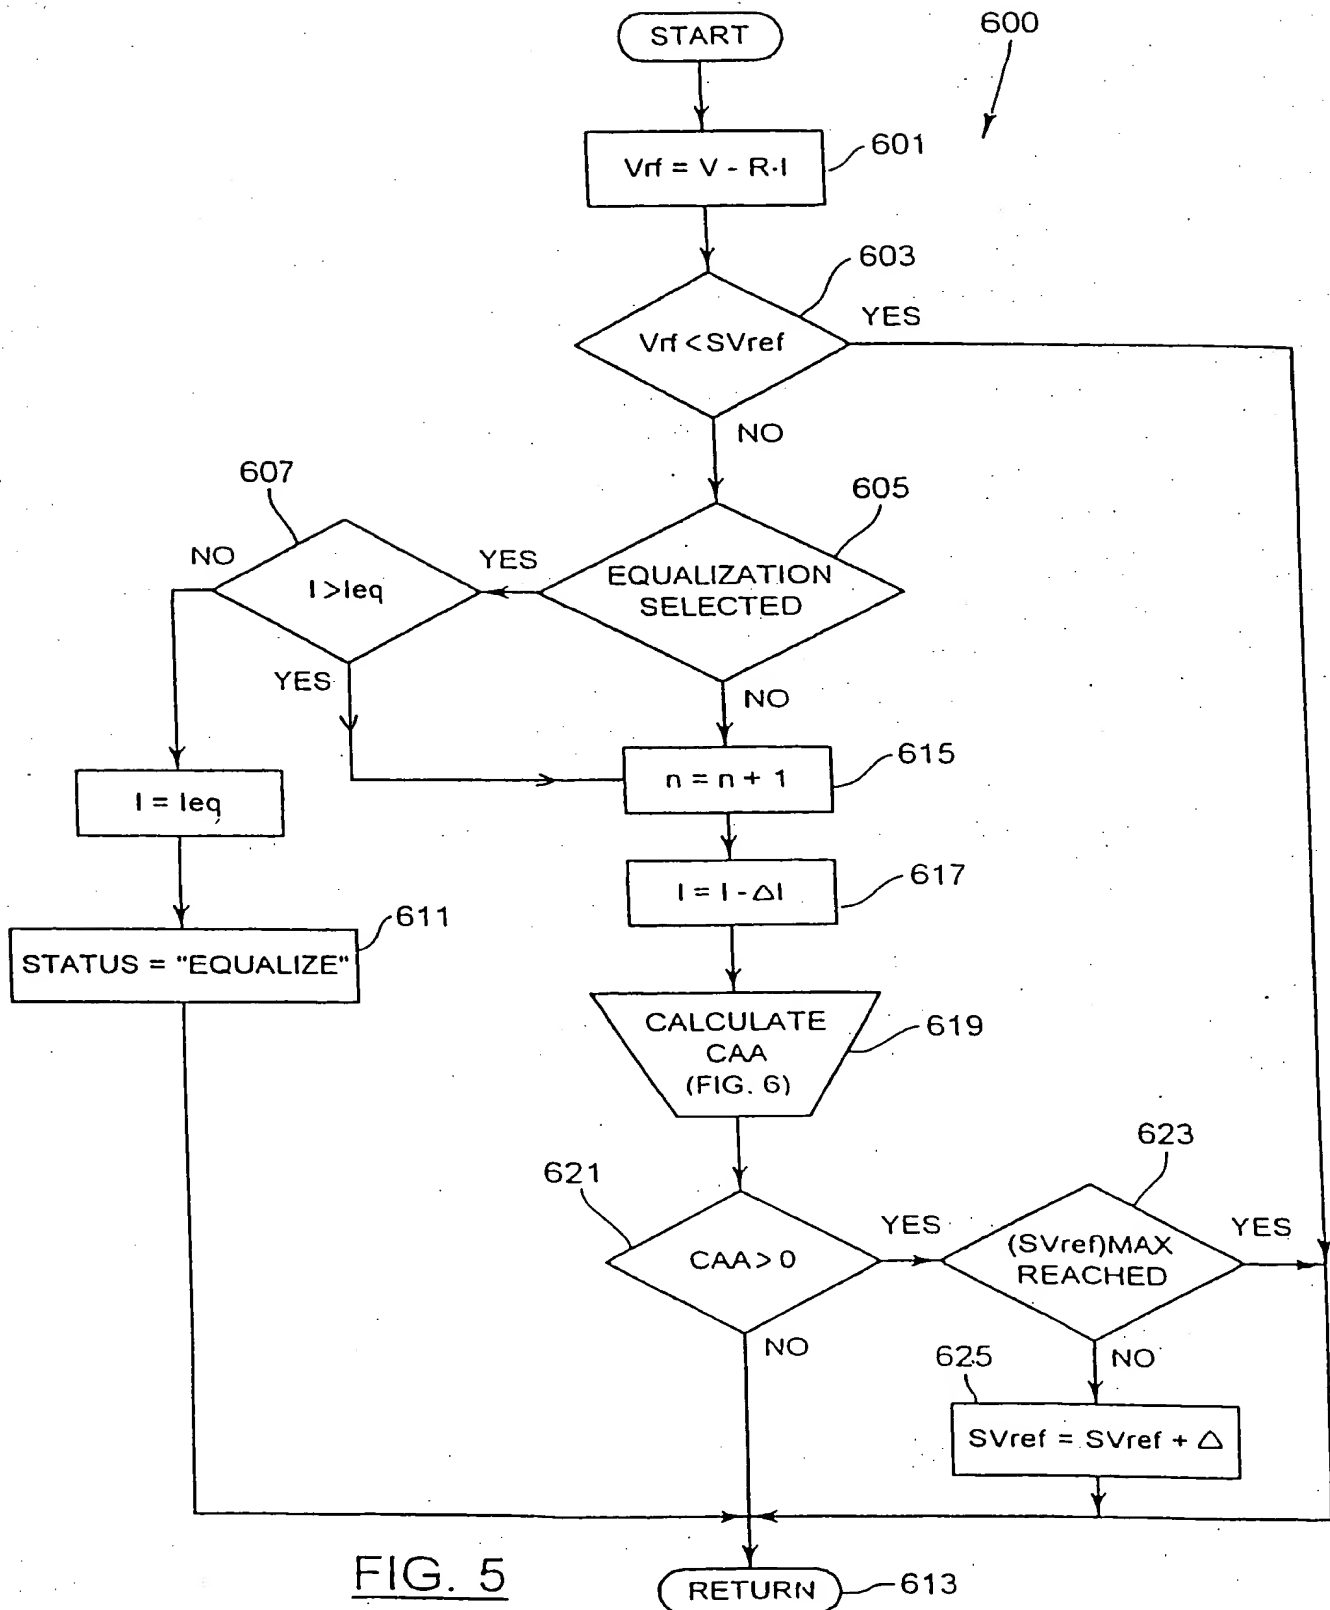 START
600
Vrf = V - R·I
601
603
Vrf < SVref
YES
NO
607
605
NO
I > Ieq
YES
EQUALIZATION
SELECTED
YES
NO
n = n + 1
615
I = Ieq
I = I - ΔI
617
611
STATUS = "EQUALIZE"
CALCULATE
CAA
(FIG. 6)
619
623
621
CAA > 0
YES
(SVref)MAX
REACHED
YES
NO
NO
625
SVref = SVref + Δ
FIG. 5
RETURN
613